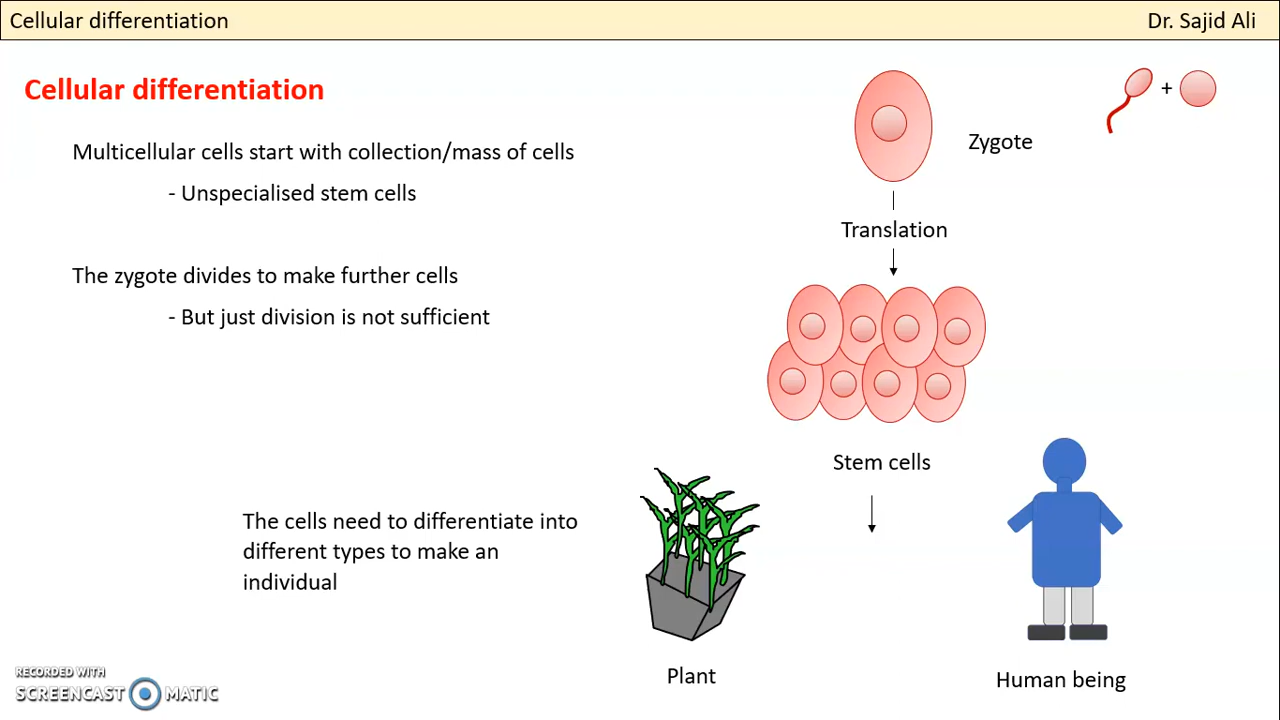 Cellular differentiation
Dr. Sajid Ali
Cellular differentiation
Multicellular cells start with collection/mass of cells
- Unspecialised stem cells
The zygote divides to make further cells
- But just division is not sufficient
The cells need to differentiate into
different types to make an
individual
+
Zygote
Translation
Stem cells
Plant
Human being
RECORDED WITH
SCREENCAST MATIC